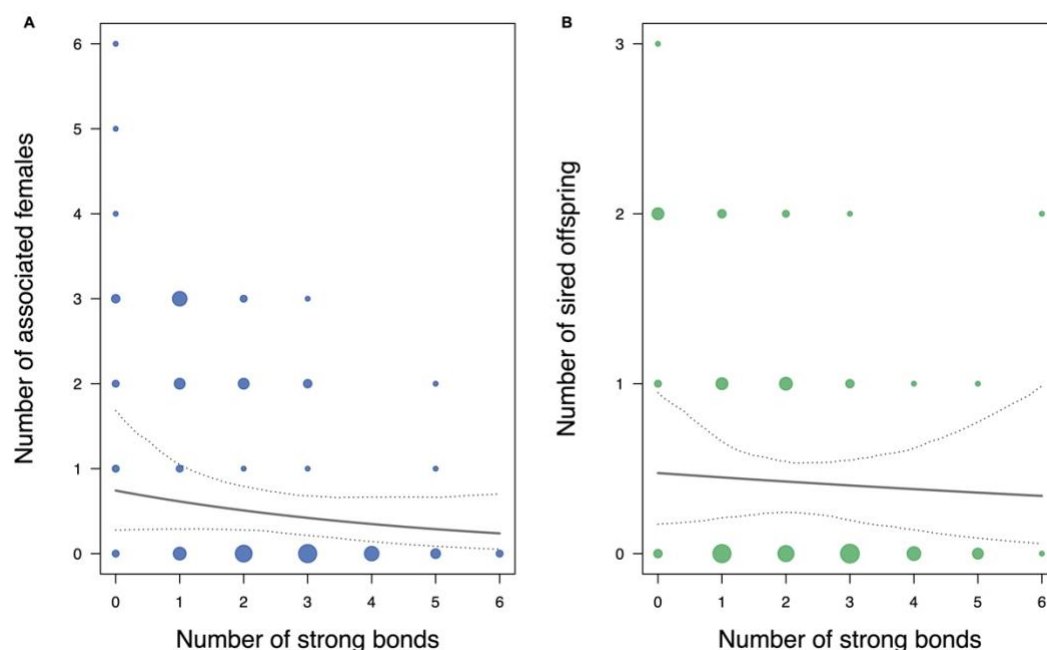 A
Number of associated females
6
5
4
3
2
1
0
0 1 2 3 4 5 6
Number of strong bonds
B
Number of sired offspring
3
2
1
0
0 1 2 3 4 5 6
Number of strong bonds